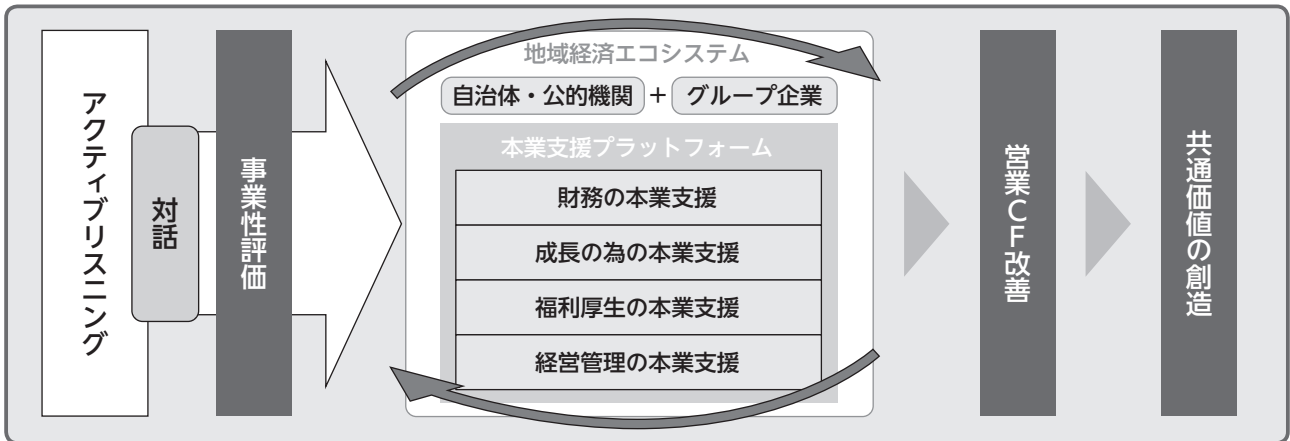 アクティブリスニング
対話
事業性評価
地域経済エコシステム
自治体・公的機関 + グループ企業
本業支援プラットフォーム
財務の本業支援
成長の為の本業支援
福利厚生の本業支援
経営管理の本業支援
営業CF改善
共通価値の創造